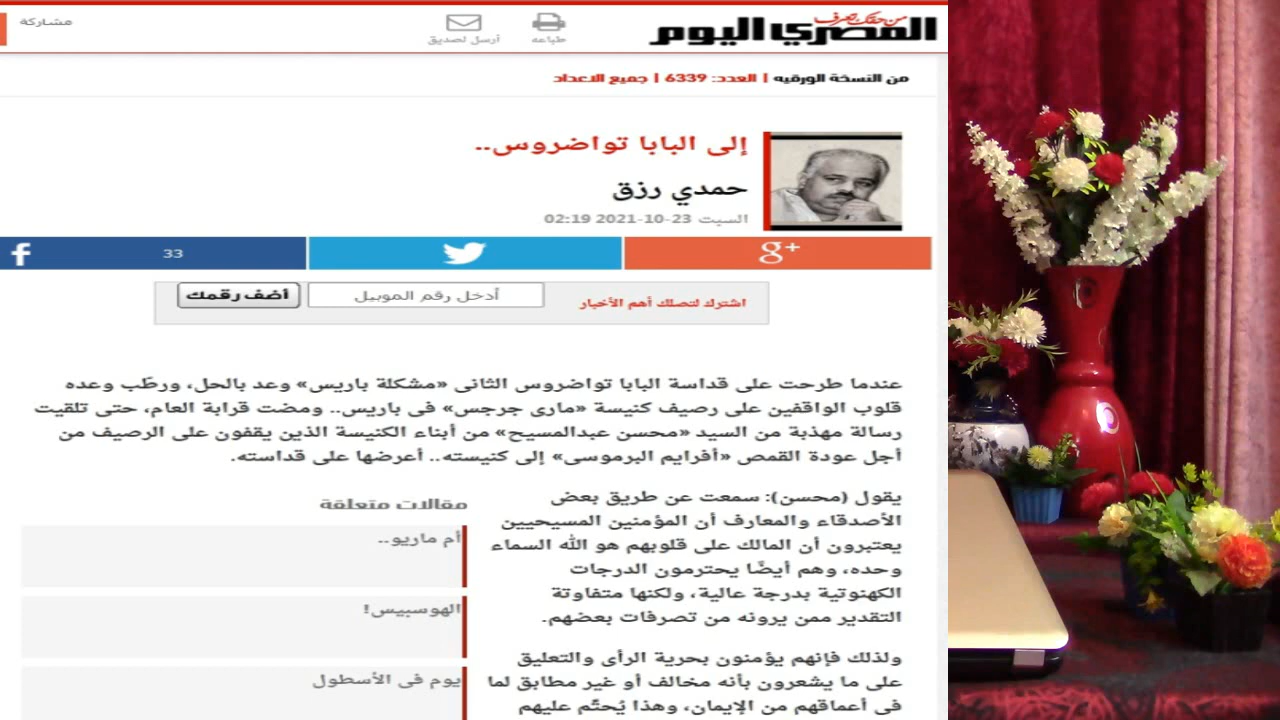 مشاركة
أرسل لصديق
طباعه
من حقك تعرف
المصري اليوم
من النسخة الورقيه | العدد: 6339 | جميع الاعداد
إلى البابا تواضروس..
حمدي رزق
السبت 23-10-2021 02:19
f
33
g+
اشترك لتصلك أهم الأخبار
أدخل رقم الموبيل
أضف رقمك
عندما طرحت على قداسة البابا تواضروس الثانى «مشكلة باريس» وعد بالحل، ورطّب وعده
قلوب الواقفين على رصيف كنيسة «مارى جرجس» فى باريس.. ومضت قرابة العام، حتى تلقيت
رسالة مهذبة من السيد «محسن عبدالمسيح» من أبناء الكنيسة الذين يقفون على الرصيف من
أجل عودة القمص «أفرايم البرموسى» إلى كنيسته.. أعرضها على قداسته.
يقول (محسن): سمعت عن طريق بعض
الأصدقاء والمعارف أن المؤمنين المسيحيين
يعتبرون أن المالك على قلوبهم هو الله السماء
وحده، وهم أيضًا يحترمون الدرجات
الكهنوتية بدرجة عالية، ولكنها متفاوتة
التقدير ممن يرونه من تصرفات بعضهم.
ولذلك فإنهم يؤمنون بحرية الرأى والتعليق
على ما يشعرون بأنه مخالف أو غير مطابق لما
فى أعماقهم من الإيمان، وهذا يُحتّم عليهم
مقالات متعلقة
أم ماريو..
الهوسبيس!
يوم فى الأسطول